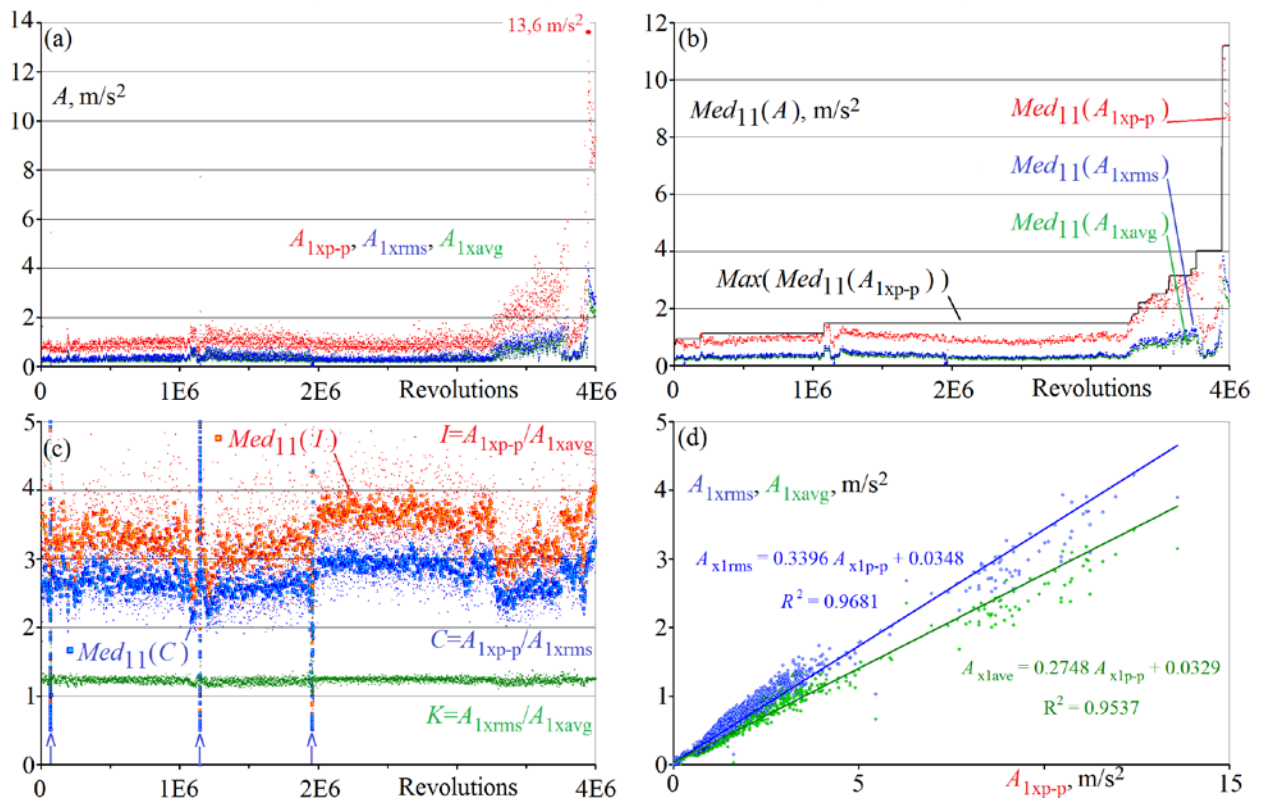 (a)
13,6 m/s²
A, m/s²
A1xp-p, A1xrms, A1xavg
14
12
10
8
6
4
2
0
0 1E6 2E6 Revolutions 4E6
(b)
Med11(A), m/s²
Med11(A1xp-p)
Med11(A1xrms)
Med11(A1xavg)
Max(Med11(A1xp-p))
12
10
8
6
4
2
0
0 1E6 2E6 Revolutions 4E6
(c)
Med11(I)
I=A1xp-p/A1xavg
Med11(C)
C=A1xp-p/A1xrms
K=A1xrms/A1xavg
5
4
3
2
1
0
0 1E6 2E6 Revolutions 4E6
(d)
A1xrms, A1xavg, m/s²
Ax1rms = 0.3396 Ax1p-p + 0.0348
R² = 0.9681
Ax1ave = 0.2748 Ax1p-p + 0.0329
R² = 0.9537
5
4
3
2
1
0
0 5 A1xp-p, m/s² 15